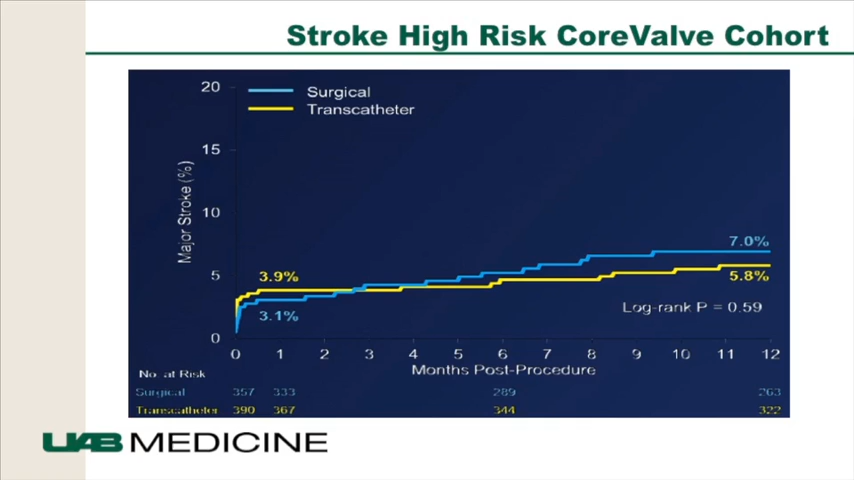 Stroke High Risk CoreValve Cohort
20
Surgical
Transcatheter
15
Major Stroke (%)
10
7.0%
3.9%
5
5.8%
3.1%
Log-rank P = 0.59
0
0 1 2 3 4 5 6 7 8 9 10 11 12
Months Post-Procedure
No. at Risk
Surgical 357 333 289 263
Transcatheter 390 367 344 322
UAB MEDICINE